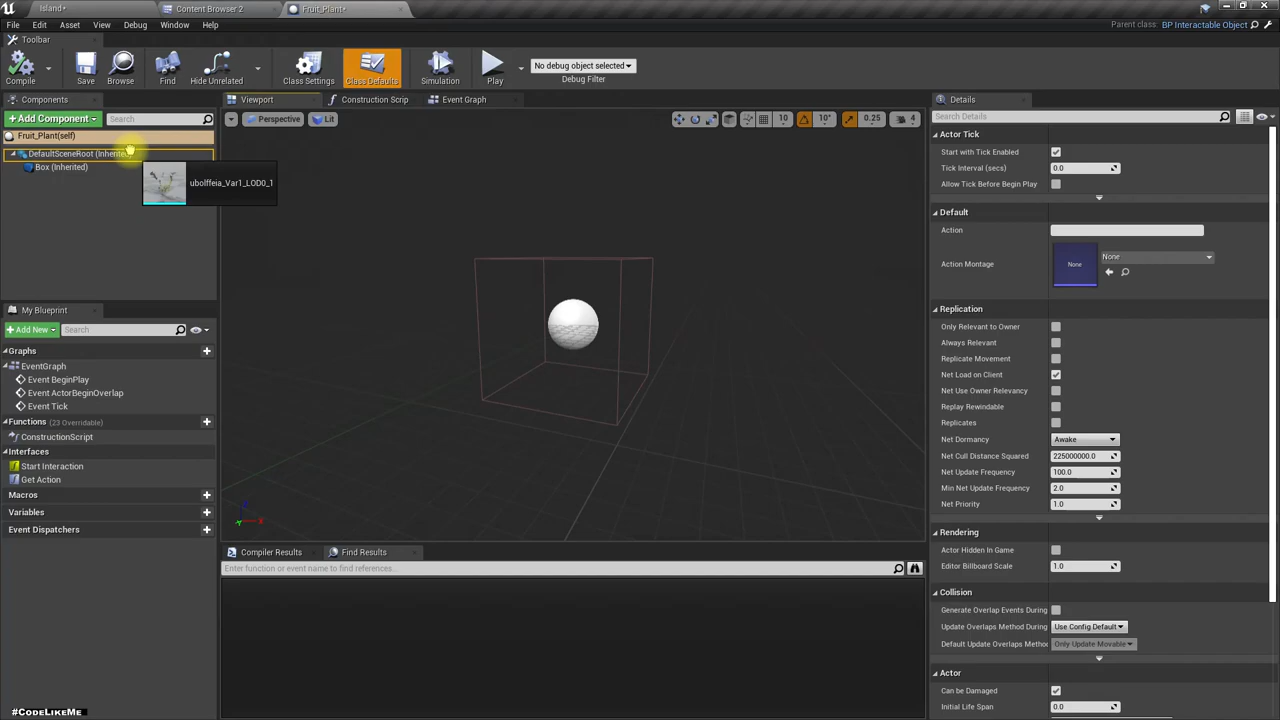 Island*
Content Browser 2
Fruit_Plant*
File
Edit
Asset
View
Debug
Window
Help
Parent class: BP Interactable Object
Toolbar
Compile
Save
Browse
Find
Hide Unrelated
Class Settings
Class Defaults
Simulation
Play
No debug object selected
Debug Filter
Components
+ Add Component
Search
Fruit_Plant(self)
DefaultSceneRoot (Inherited)
Box (Inherited)
ubolffeia_Var1_LOD0_1
My Blueprint
+ Add New
Search
Graphs
EventGraph
Event BeginPlay
Event ActorBeginOverlap
Event Tick
Functions (23 Overridable)
ConstructionScript
Interfaces
Start Interaction
Get Action
Macros
Variables
Event Dispatchers
Viewport
Construction Scrip
Event Graph
Perspective
Lit
10
10°
0.25
4
Z
X
Y
Compiler Results
Find Results
Enter function or event name to find references...
Details
Search Details
Actor Tick
Start with Tick Enabled
Tick Interval (secs)
0.0
Allow Tick Before Begin Play
Default
Action
Action Montage
None
None
Replication
Only Relevant to Owner
Always Relevant
Replicate Movement
Net Load on Client
Net Use Owner Relevancy
Replay Rewindable
Replicates
Net Dormancy
Awake
Net Cull Distance Squared
225000000.0
Net Update Frequency
100.0
Min Net Update Frequency
2.0
Net Priority
1.0
Rendering
Actor Hidden In Game
Editor Billboard Scale
1.0
Collision
Generate Overlap Events During
Update Overlaps Method During
Use Config Default
Default Update Overlaps Metho
Only Update Movable
Actor
Can be Damaged
Initial Life Span
0.0
#CodeLikeMe